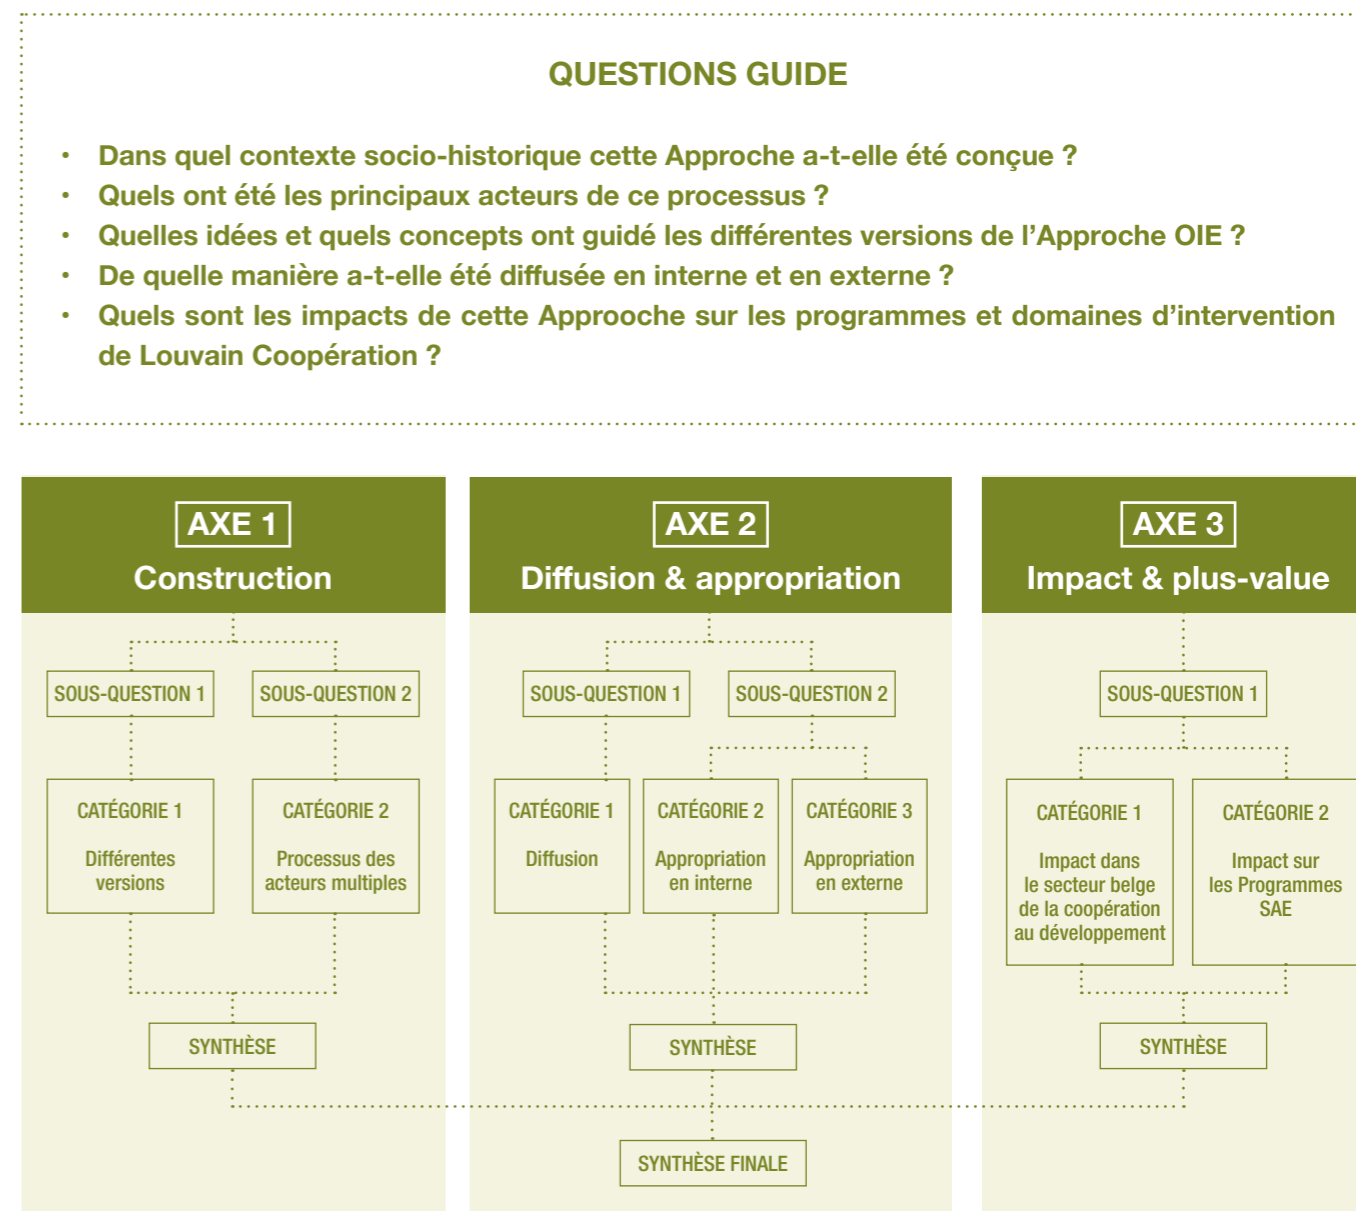 QUESTIONS GUIDE
• Dans quel contexte socio-historique cette Approche a-t-elle été conçue ?
• Quels ont été les principaux acteurs de ce processus ?
• Quelles idées et quels concepts ont guidé les différentes versions de l’Approche OIE ?
• De quelle manière a-t-elle été diffusée en interne et en externe ?
• Quels sont les impacts de cette Approoche sur les programmes et domaines d’intervention
de Louvain Coopération ?
AXE 1
Construction
SOUS-QUESTION 1
SOUS-QUESTION 2
CATÉGORIE 1
Différentes
versions
CATÉGORIE 2
Processus des
acteurs multiples
SYNTHÈSE
AXE 2
Diffusion & appropriation
SOUS-QUESTION 1
SOUS-QUESTION 2
CATÉGORIE 1
Diffusion
CATÉGORIE 2
Appropriation
en interne
CATÉGORIE 3
Appropriation
en externe
SYNTHÈSE
AXE 3
Impact & plus-value
SOUS-QUESTION 1
CATÉGORIE 1
Impact dans
le secteur belge
de la coopération
au développement
CATÉGORIE 2
Impact sur
les Programmes
SAE
SYNTHÈSE
SYNTHÈSE FINALE